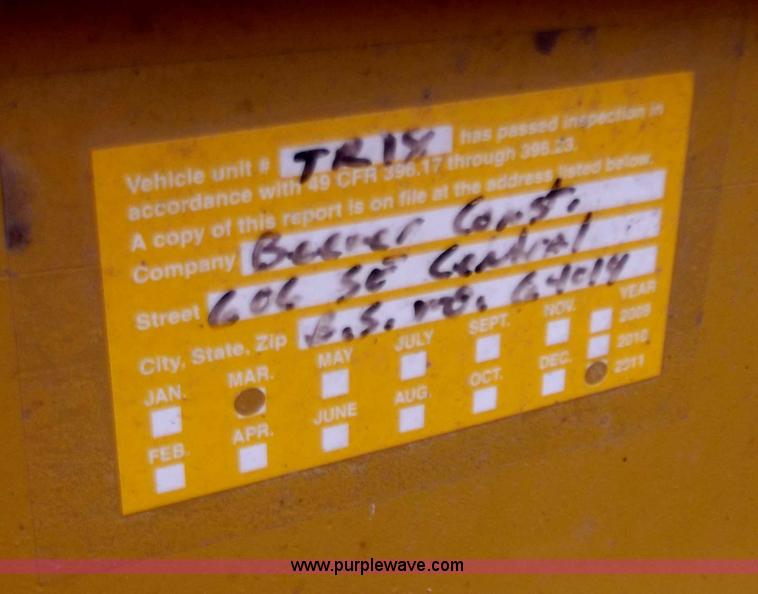 Vehicle unit # TR18 has passed inspection in
accordance with 49 CFR 396.17 through 396.23.
A copy of this report is on file at the address listed below.
Company Const.
Street 606 SE Central
City, State, Zip B.S. mo. 64014
JAN. MAR. MAY JULY SEPT. NOV. YEAR
2009
2010
2011
FEB. APR. JUNE AUG. OCT. DEC.
www.purplewave.com